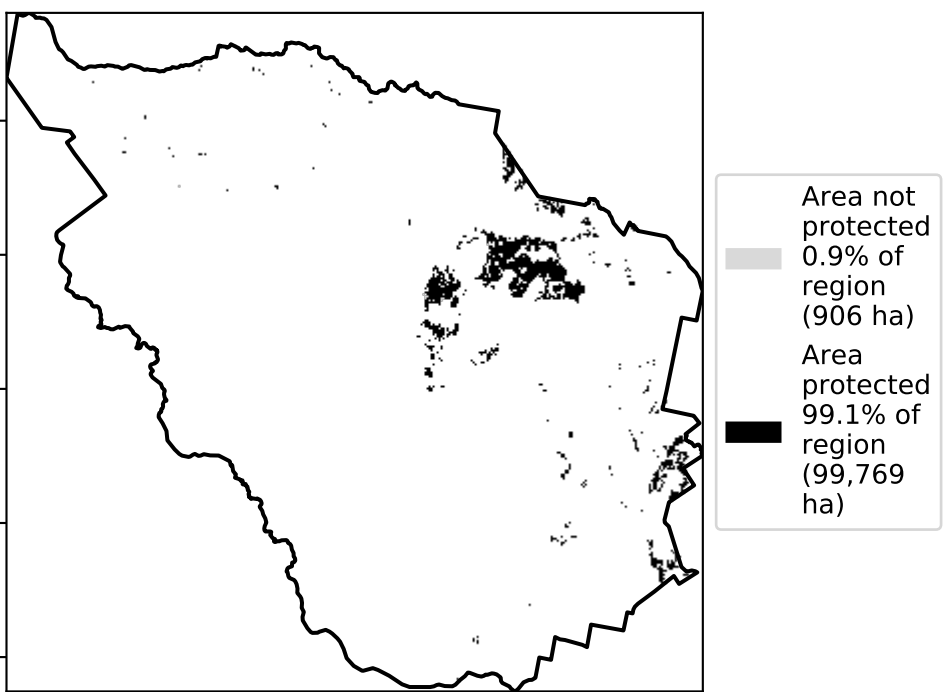 Area not
protected
0.9% of
region
(906 ha)
Area
protected
99.1% of
region
(99,769
ha)